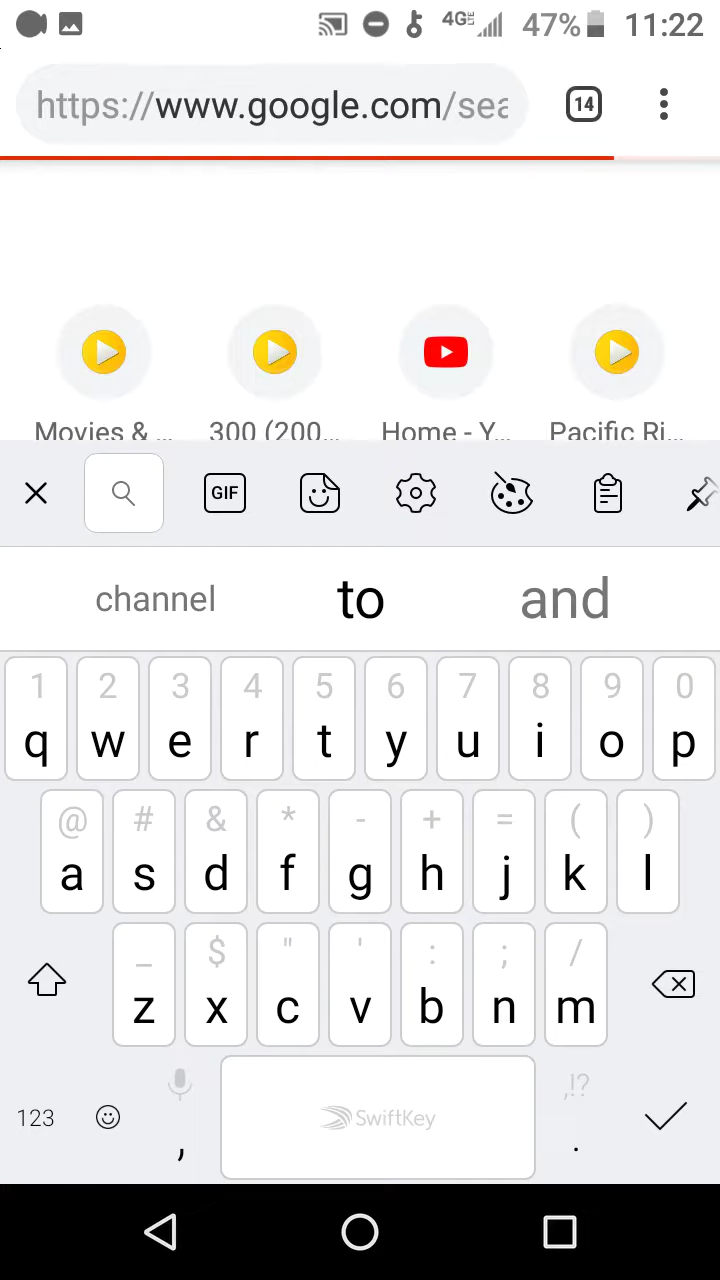 4G LTE 47% 11:22
https://www.google.com/sea
14
Movies & ... 300 (200... Home - Y... Pacific Ri...
GIF
channel to and
1 2 3 4 5 6 7 8 9 0
q w e r t y u i o p
@ # & * - + = ( )
a s d f g h j k l
_ $ " ' : ; /
z x c v b n m
,!?
123 , SwiftKey .